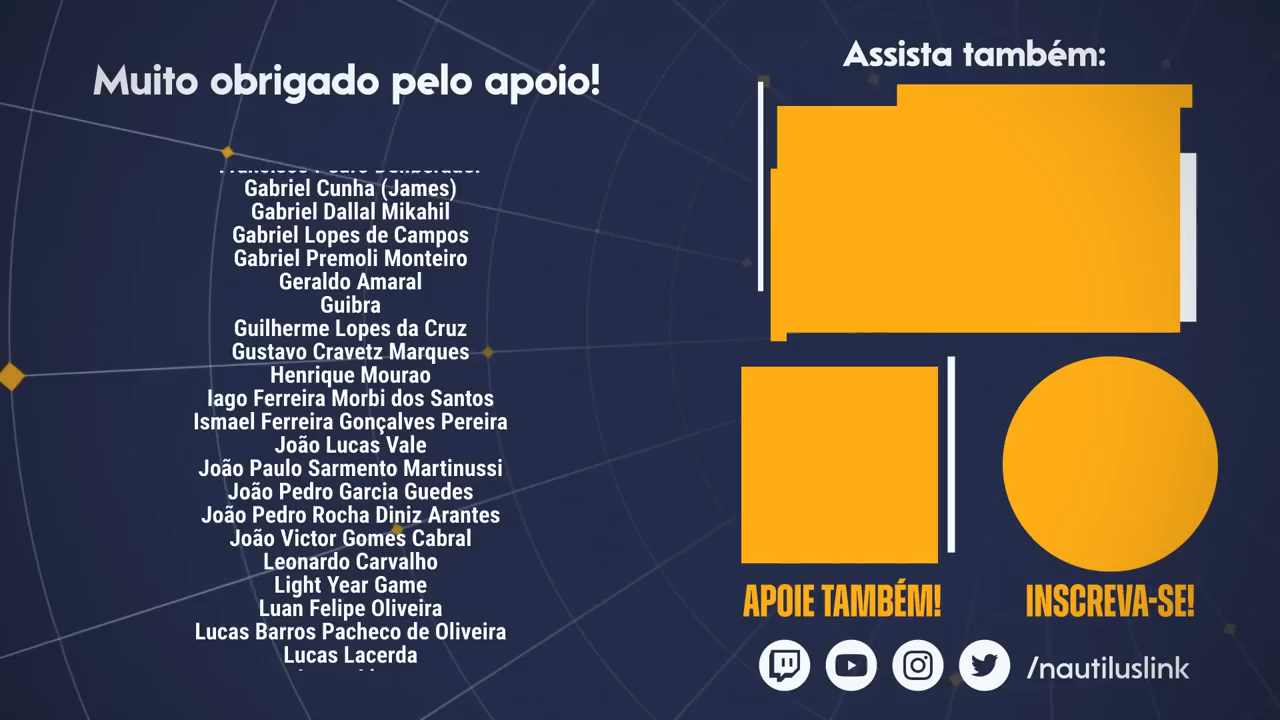 Muito obrigado pelo apoio!
Gabriel Cunha (James)
Gabriel Dallal Mikahil
Gabriel Lopes de Campos
Gabriel Premoli Monteiro
Geraldo Amaral
Guibra
Guilherme Lopes da Cruz
Gustavo Cravetz Marques
Henrique Mourao
Iago Ferreira Morbi dos Santos
Ismael Ferreira Gonçalves Pereira
João Lucas Vale
João Paulo Sarmento Martinussi
João Pedro Garcia Guedes
João Pedro Rocha Diniz Arantes
João Victor Gomes Cabral
Leonardo Carvalho
Light Year Game
Luan Felipe Oliveira
Lucas Barros Pacheco de Oliveira
Lucas Lacerda
Assista também:
APOIE TAMBÉM!
INSCREVA-SE!
/nautiluslink